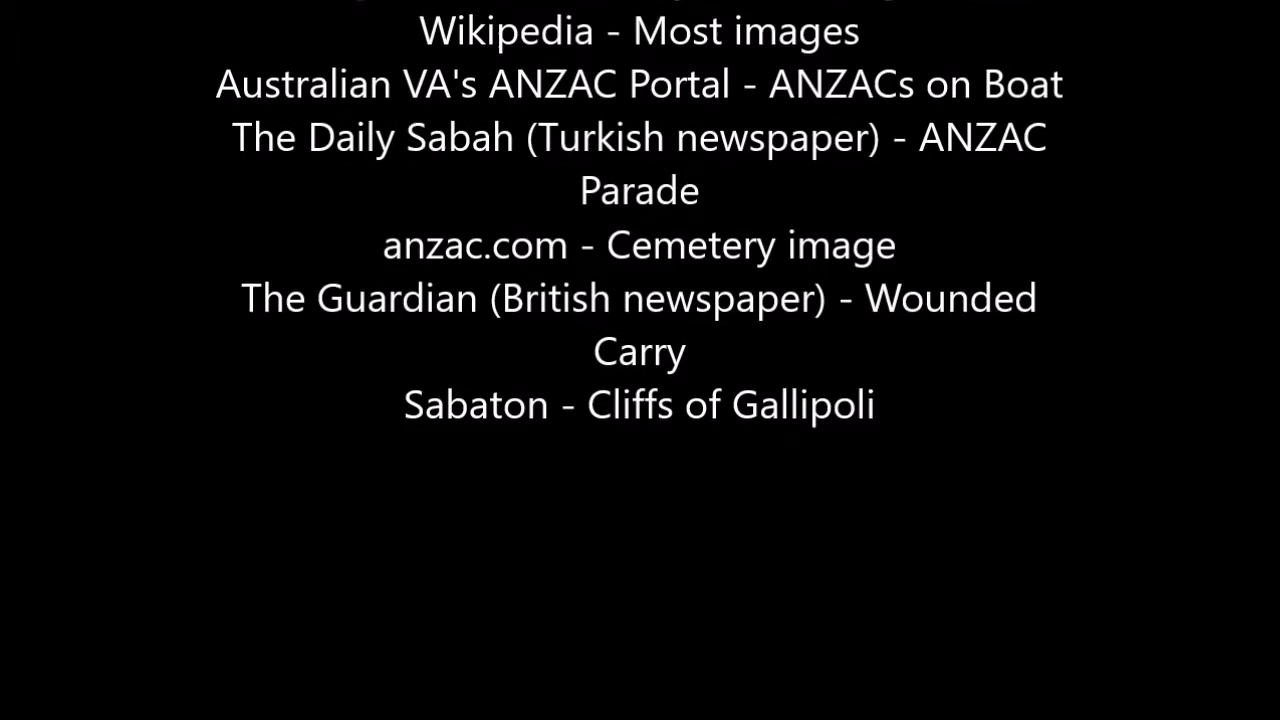 Wikipedia - Most images
Australian VA's ANZAC Portal - ANZACs on Boat
The Daily Sabah (Turkish newspaper) - ANZAC
Parade
anzac.com - Cemetery image
The Guardian (British newspaper) - Wounded
Carry
Sabaton - Cliffs of Gallipoli